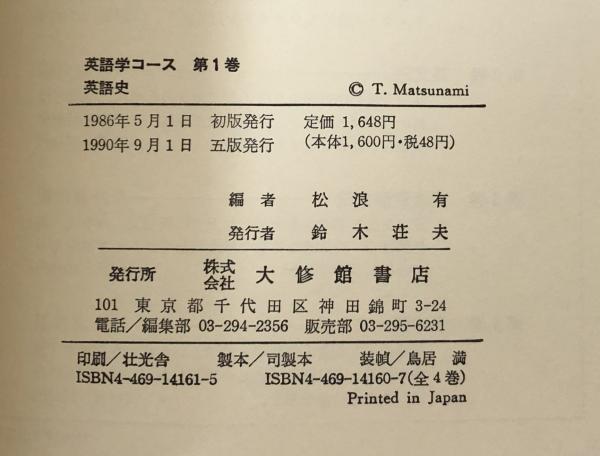 英語学コース 第1巻
英語史 © T. Matsunami
1986年5月1日 初版発行 定価 1,648円
1990年9月1日 五版発行 (本体1,600円・税48円)
編者 松浪 有
発行者 鈴木荘夫
発行所 株式会社 大修館書店
101 東京都千代田区神田錦町 3-24
電話/編集部 03-294-2356 販売部 03-295-6231
印刷/壮光舎 製本/司製本 装幀/鳥居 満
ISBN4-469-14161-5 ISBN4-469-14160-7(全4巻)
Printed in Japan